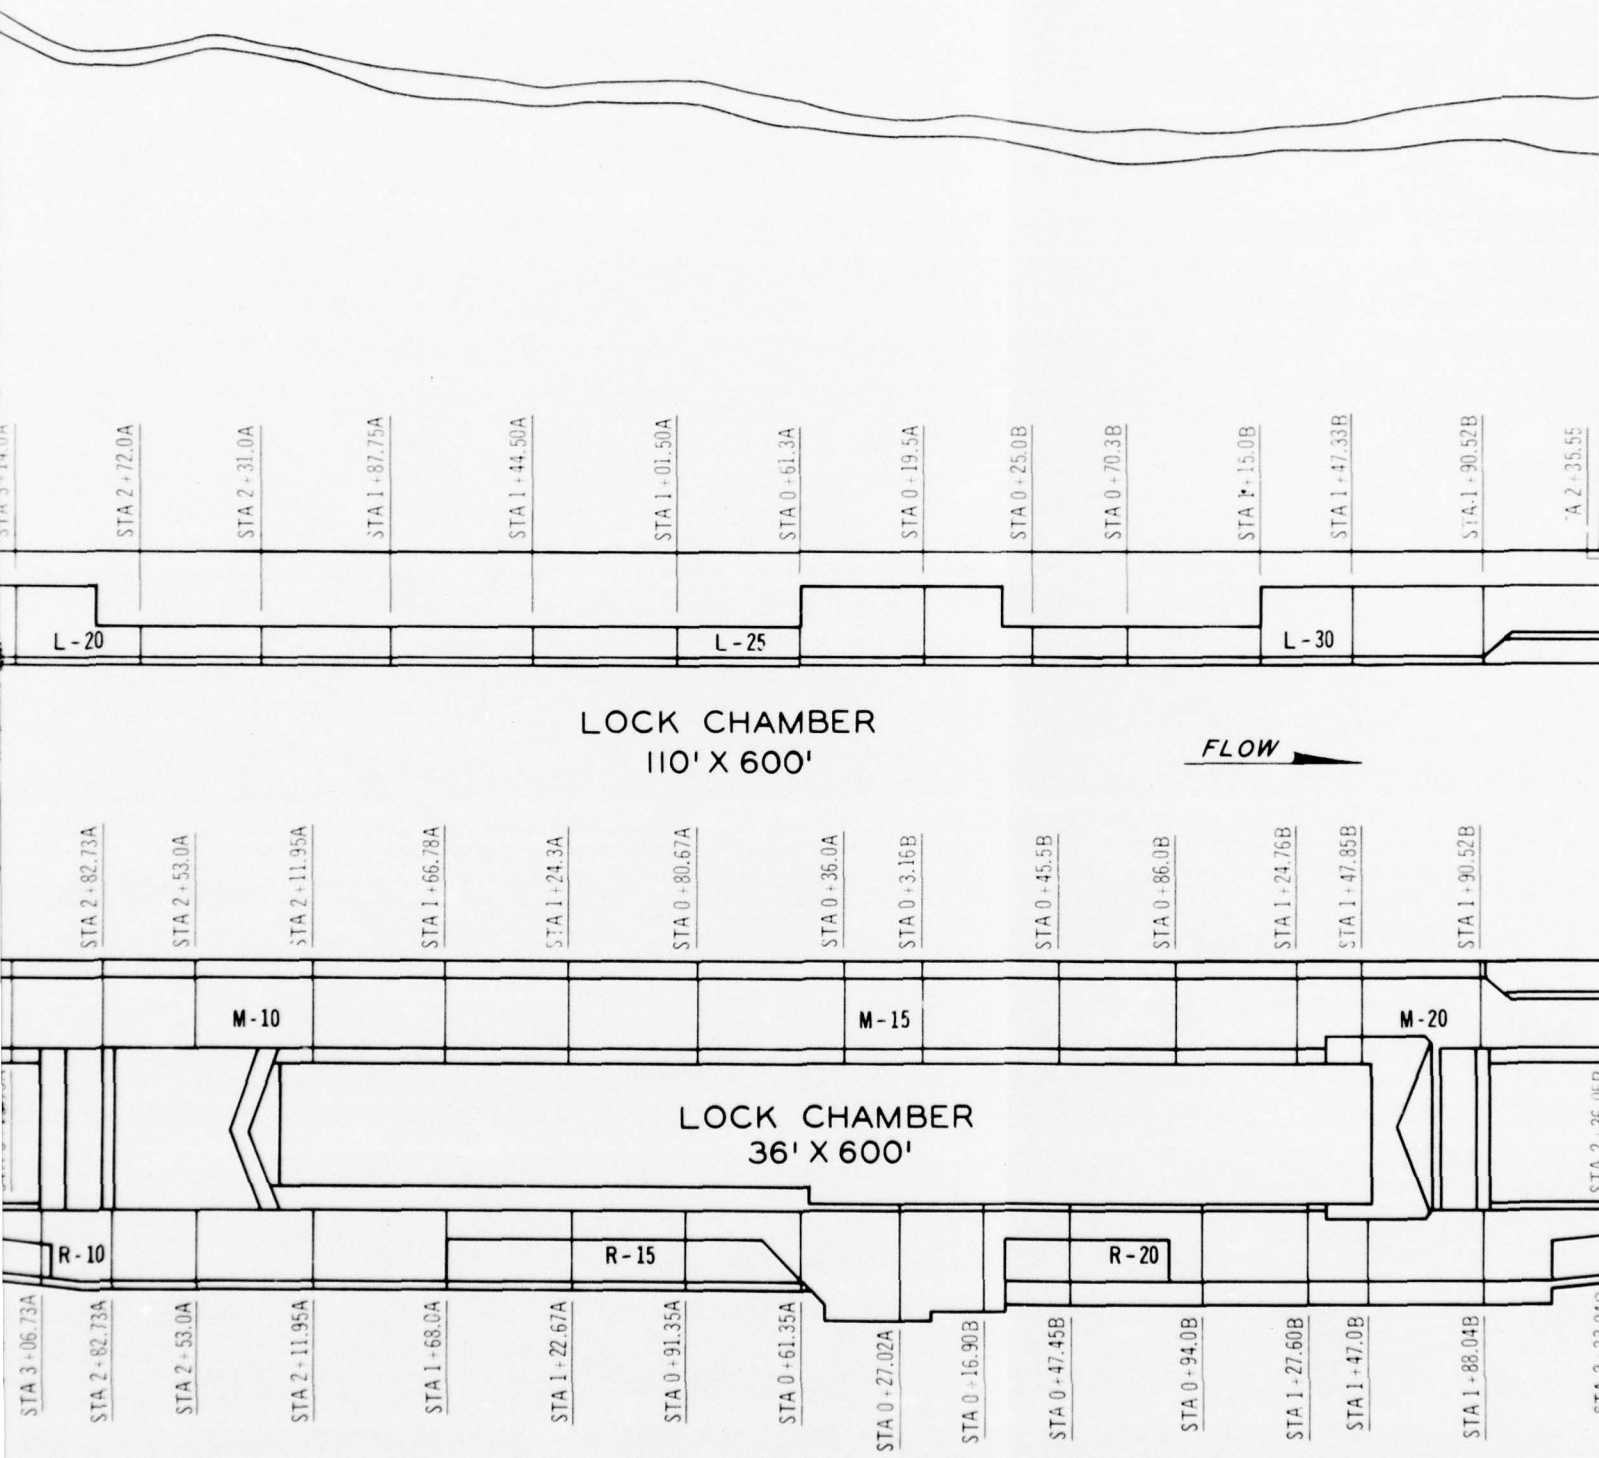 STA 2+72.0A
STA 2+31.0A
STA 1+87.75A
STA 1+44.50A
STA 1+01.50A
STA 0+61.3A
STA 0+19.5A
STA 0+25.0B
STA 0+70.3B
STA 1+15.0B
STA 1+47.33B
STA 1+90.52B
A 2+35.55
L-20
L-25
L-30
LOCK CHAMBER
110' X 600'
FLOW
STA 2+82.73A
STA 2+53.0A
STA 2+11.95A
STA 1+66.78A
STA 1+24.3A
STA 0+80.67A
STA 0+36.0A
STA 0+3.16B
STA 0+45.5B
STA 0+86.0B
STA 1+24.76B
STA 1+47.85B
STA 1+90.52B
M-10
M-15
M-20
LOCK CHAMBER
36' X 600'
R-10
R-15
R-20
STA 3+06.73A
STA 2+82.73A
STA 2+53.0A
STA 2+11.95A
STA 1+68.0A
STA 1+22.67A
STA 0+91.35A
STA 0+61.35A
STA 0+27.02A
STA 0+16.90B
STA 0+47.45B
STA 0+94.0B
STA 1+27.60B
STA 1+47.0B
STA 1+88.04B